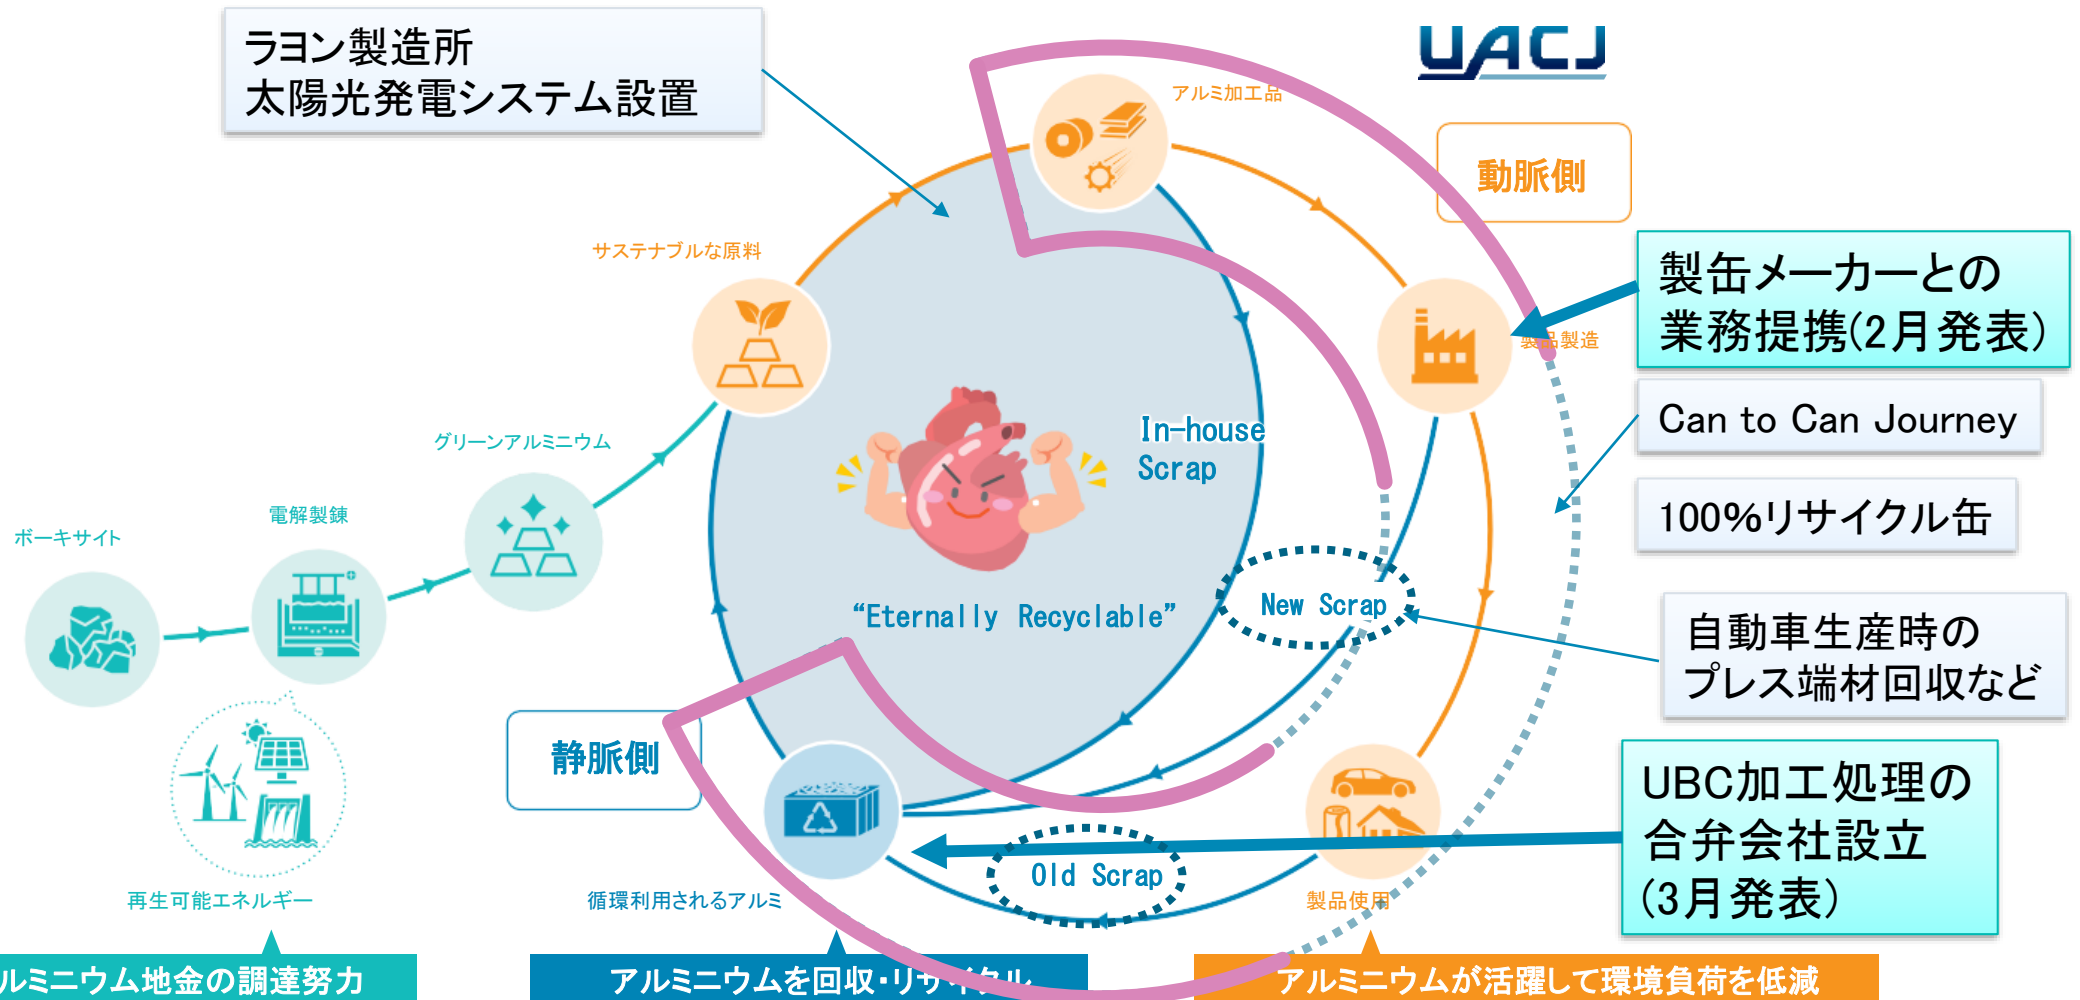 ラヨン製造所
太陽光発電システム設置
UACJ
アルミ加工品
動脈側
サステナブルな原料
製缶メーカーとの
業務提携(2月発表)
製品製造
Can to Can Journey
In-house
Scrap
グリーンアルミニウム
100%リサイクル缶
電解製錬
ボーキサイト
“Eternally Recyclable”
New Scrap
自動車生産時の
プレス端材回収など
静脈側
UBC加工処理の
合弁会社設立
(3月発表)
Old Scrap
再生可能エネルギー
循環利用されるアルミ
製品使用
ルミニウム地金の調達努力
アルミニウムを回収・リサイクル
アルミニウムが活躍して環境負荷を低減